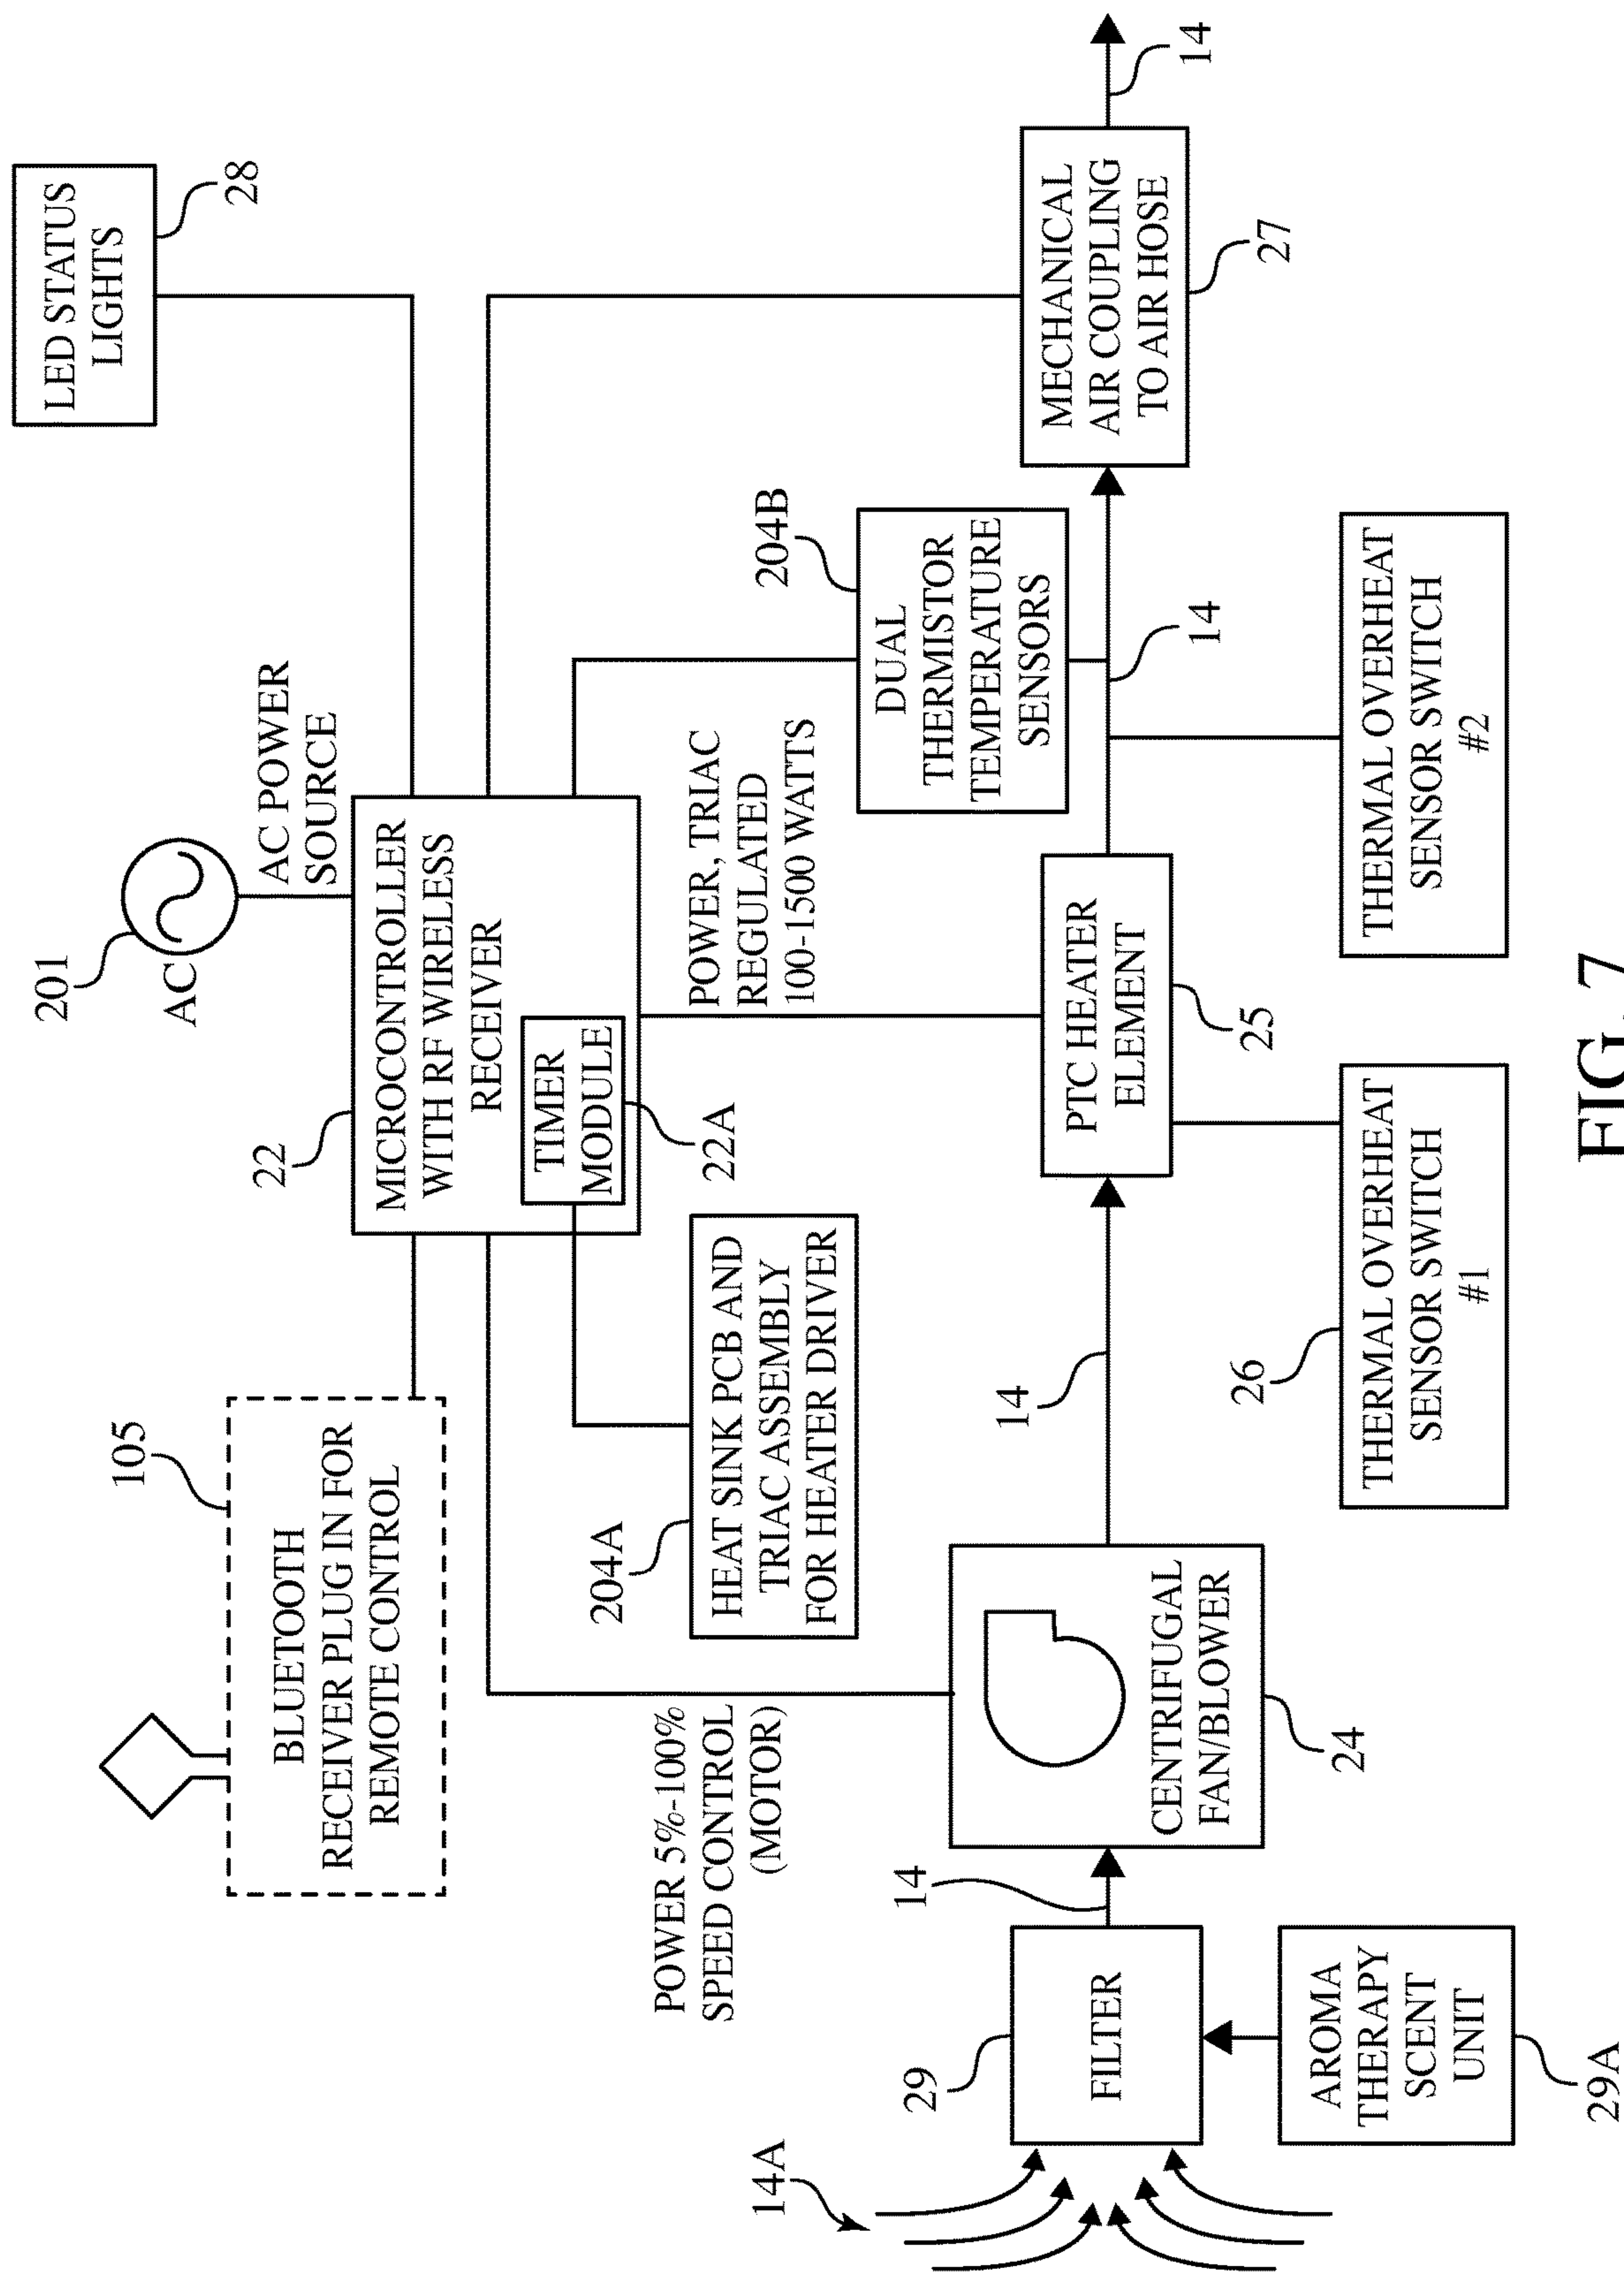 LED STATUS
LIGHTS
28
201
AC
AC POWER
SOURCE
105
BLUETOOTH
RECEIVER PLUG IN FOR
REMOTE CONTROL
22
MICROCONTROLLER
WITH RF WIRELESS
RECEIVER
TIMER
MODULE
22A
POWER 5%-100%
SPEED CONTROL
(MOTOR)
204A
HEAT SINK PCB AND
TRIAC ASSEMBLY
FOR HEATER DRIVER
POWER, TRIAC
REGULATED
100-1500 WATTS
204B
DUAL
THERMISTOR
TEMPERATURE
SENSORS
14A
29
FILTER
14
CENTRIFUGAL
FAN/BLOWER
24
14
PTC HEATER
ELEMENT
25
14
MECHANICAL
AIR COUPLING
TO AIR HOSE
27
14
AROMA
THERAPY
SCENT
UNIT
29A
26
THERMAL OVERHEAT
SENSOR SWITCH
#1
THERMAL OVERHEAT
SENSOR SWITCH
#2
FIG. 7